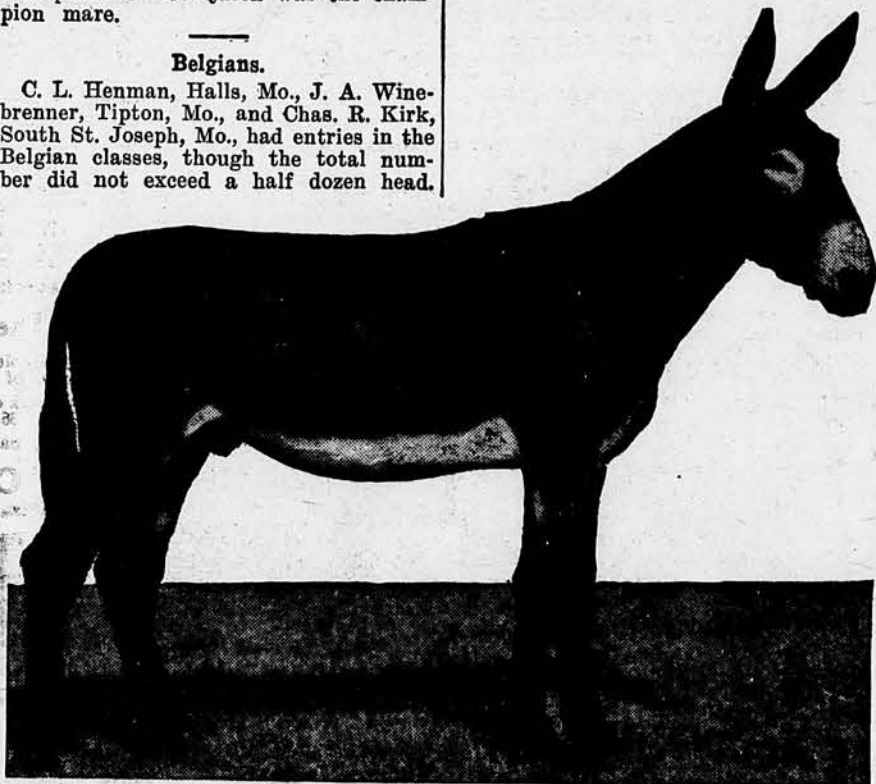 pion mare.
Belgians.
C. L. Henman, Halls, Mo., J. A. Wine-
brenner, Tipton, Mo., and Chas. R. Kirk,
South St. Joseph, Mo., had entries in the
Belgian classes, though the total num-
ber did not exceed a half dozen head.